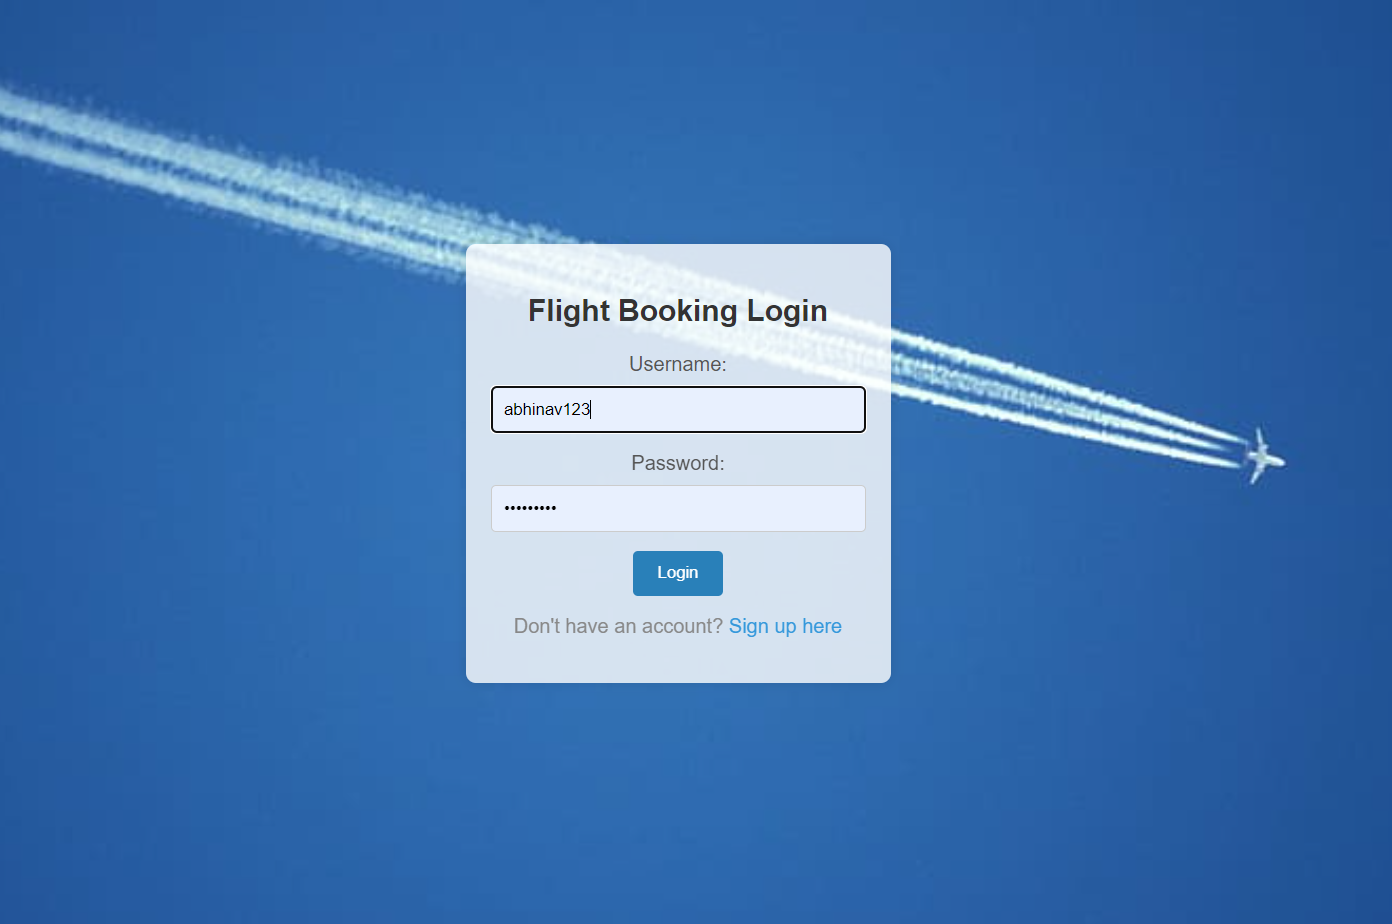 Flight Booking Login
Username:
abhinav123
Password:
•••••••••
Login
Don't have an account? Sign up here